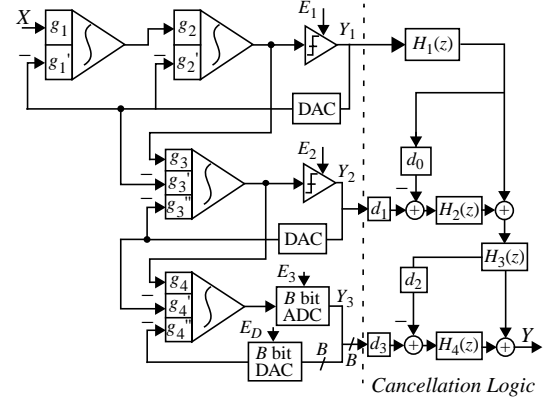 E1
X g1 g2 Y1
g1' g2' H1(z)
DAC
d0
g3 E2
g3' Y2
g3'' d1 H2(z)
DAC
H3(z)
g4 E3 d2
g4' B bit ADC Y3
g4'' ED
B bit DAC B B d3 H4(z) Y
Cancellation Logic